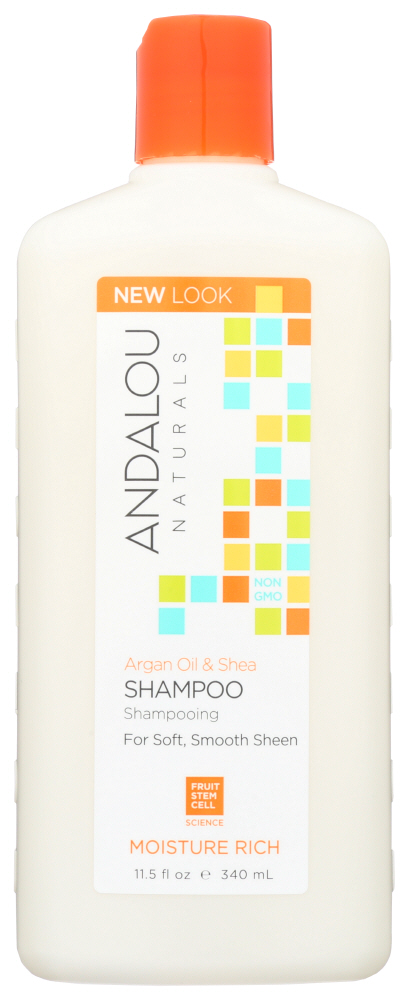 NEW LOOK
ANDALOU
NATURALS
NON
GMO
Argan Oil & Shea
SHAMPOO
Shampooing
For Soft, Smooth Sheen
FRUIT
STEM
CELL
SCIENCE
MOISTURE RICH
11.5 fl oz ℮ 340 mL